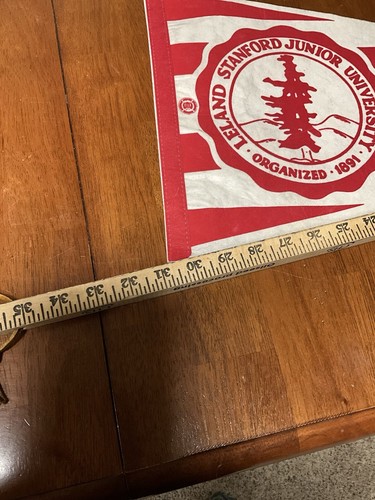 LELAND STANFORD JUNIOR UNIVERSITY
· ORGANIZED · 1891 ·
35 34 33 32 31 30 29 28 27 26 25 24